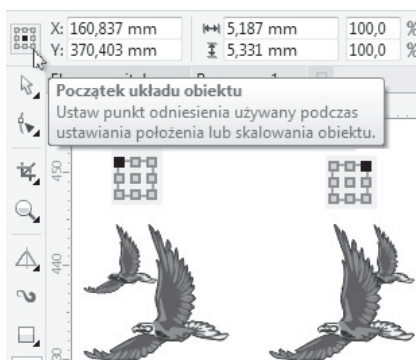 X: 160,837 mm 5,187 mm 100,0 %
Y: 370,403 mm 5,331 mm 100,0 %
Początek układu obiektu
Ustaw punkt odniesienia używany podczas
ustawiania położenia lub skalowania obiektu.
450
440